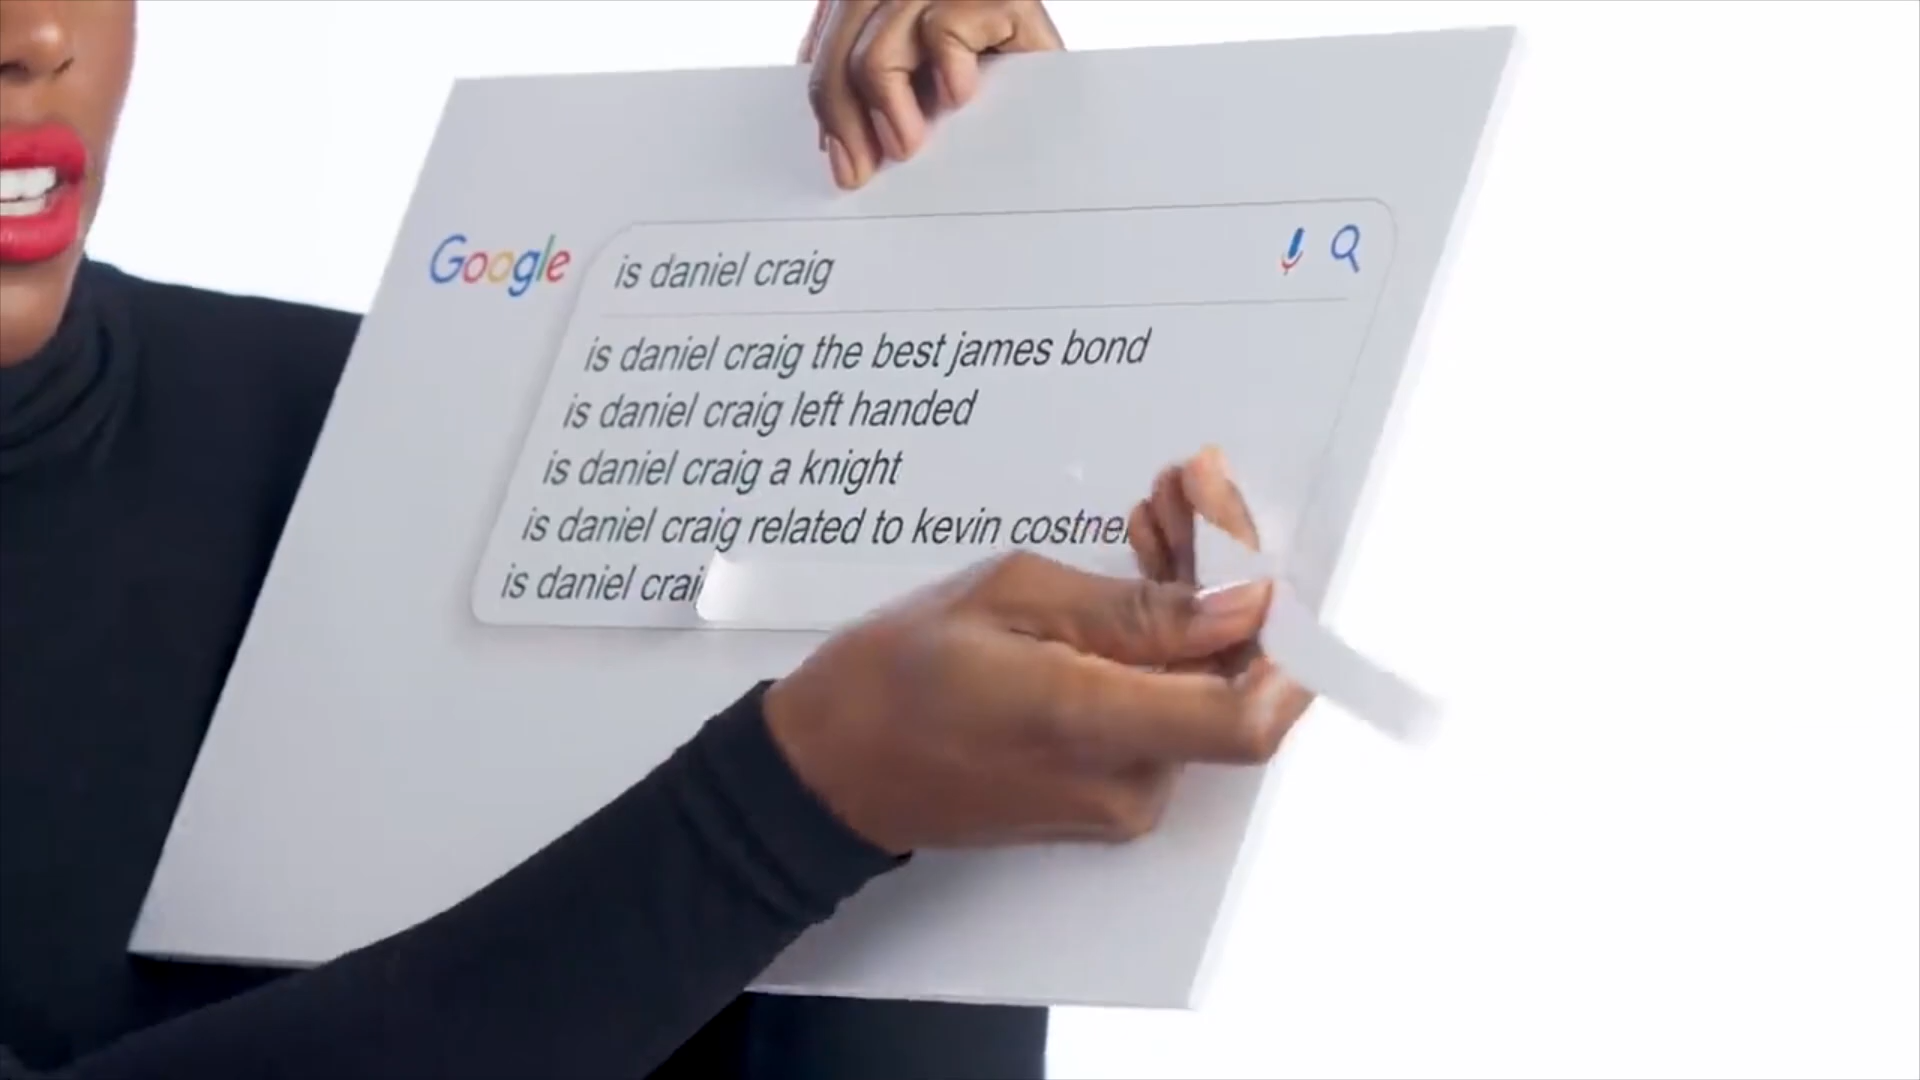 Google
is daniel craig
is daniel craig the best james bond
is daniel craig left handed
is daniel craig a knight
is daniel craig related to kevin costner
is daniel